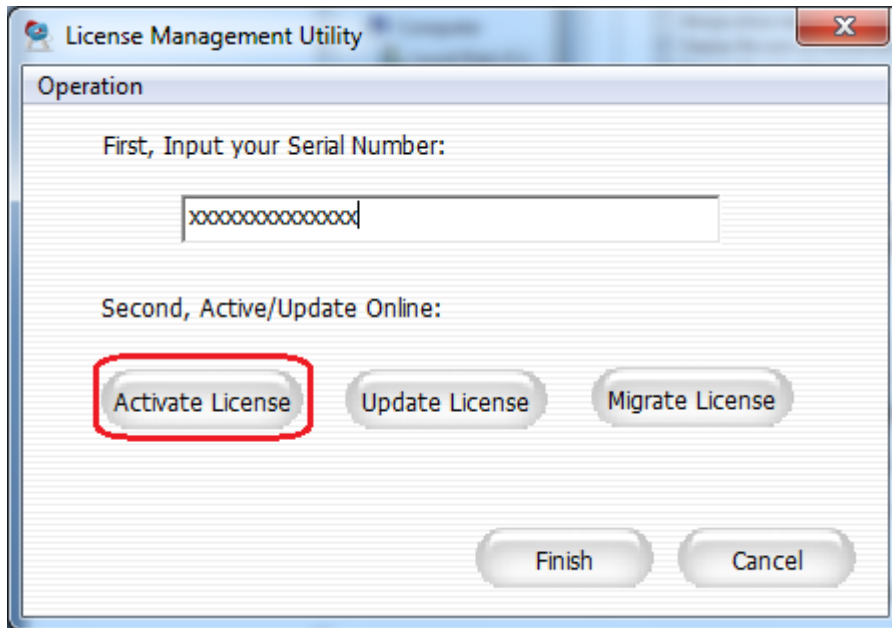 License Management Utility
Operation
First, Input your Serial Number:
xxxxxxxxxxxxxx
Second, Active/Update Online:
Activate License Update License Migrate License
Finish Cancel